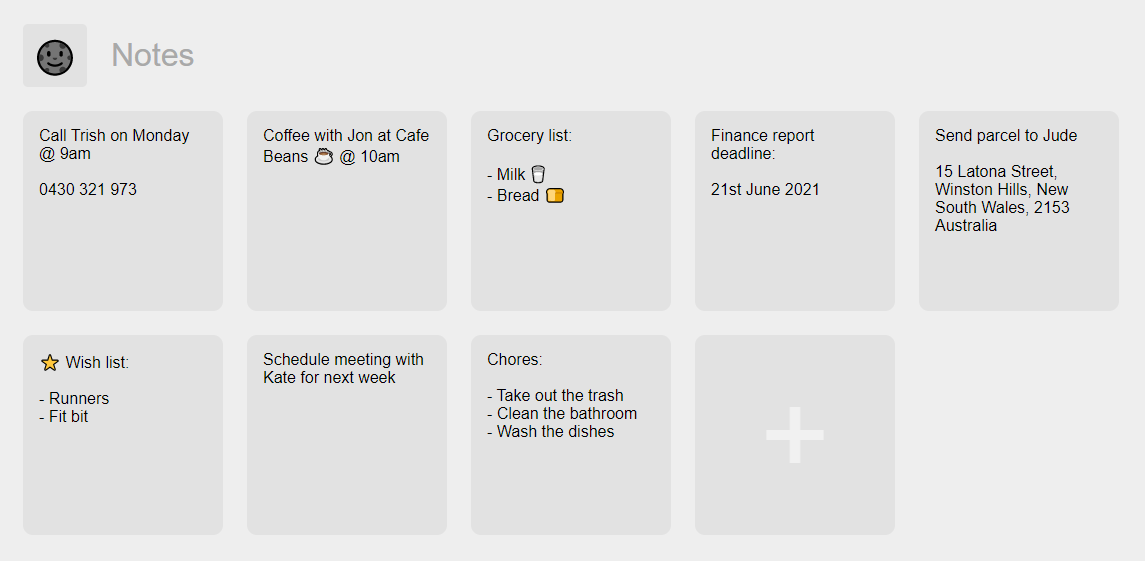 Notes
Call Trish on Monday
@ 9am
0430 321 973
Coffee with Jon at Cafe
Beans ☕ @ 10am
Grocery list:
- Milk 🥛
- Bread 🍞
Finance report
deadline:
21st June 2021
Send parcel to Jude
15 Latona Street,
Winston Hills, New
South Wales, 2153
Australia
⭐ Wish list:
- Runners
- Fit bit
Schedule meeting with
Kate for next week
Chores:
- Take out the trash
- Clean the bathroom
- Wash the dishes